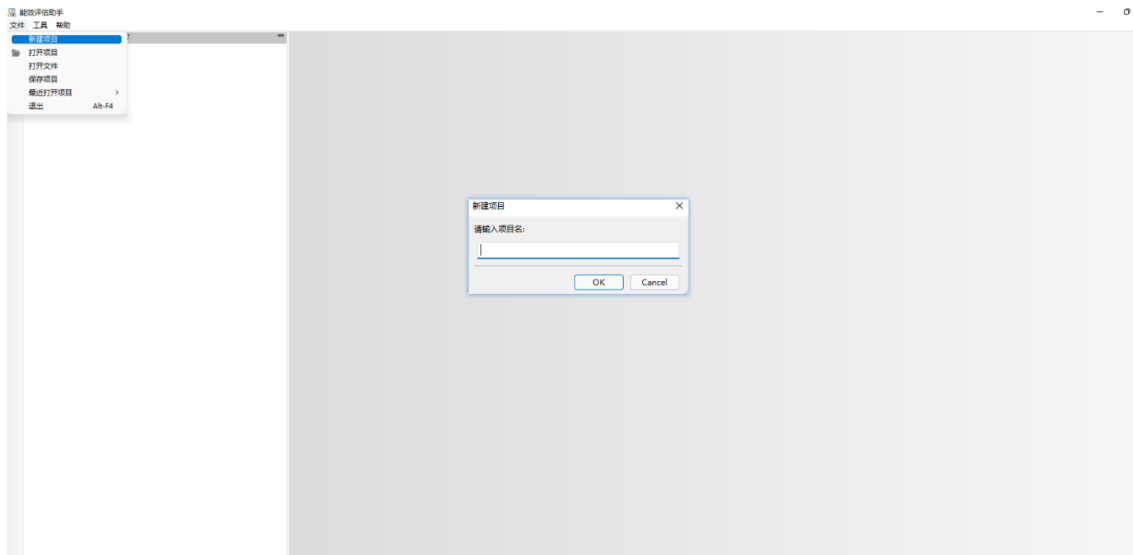 能效评估助手
文件 工具 帮助
新建项目
打开项目
打开文件
保存项目
最近打开项目
退出 Alt-F4
新建项目
请输入项目名:
OK Cancel